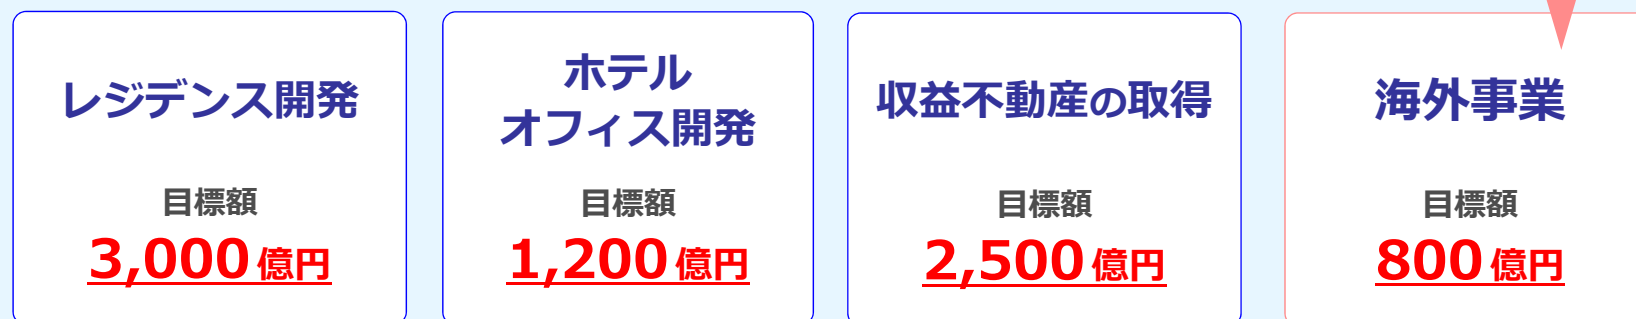 レジデンス開発
目標額
3,000億円
ホテル
オフィス開発
目標額
1,200億円
収益不動産の取得
目標額
2,500億円
海外事業
目標額
800億円